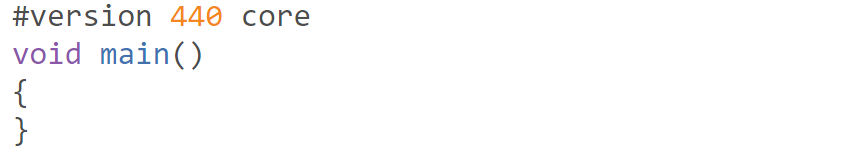 #version 440 core
void main()
{
}